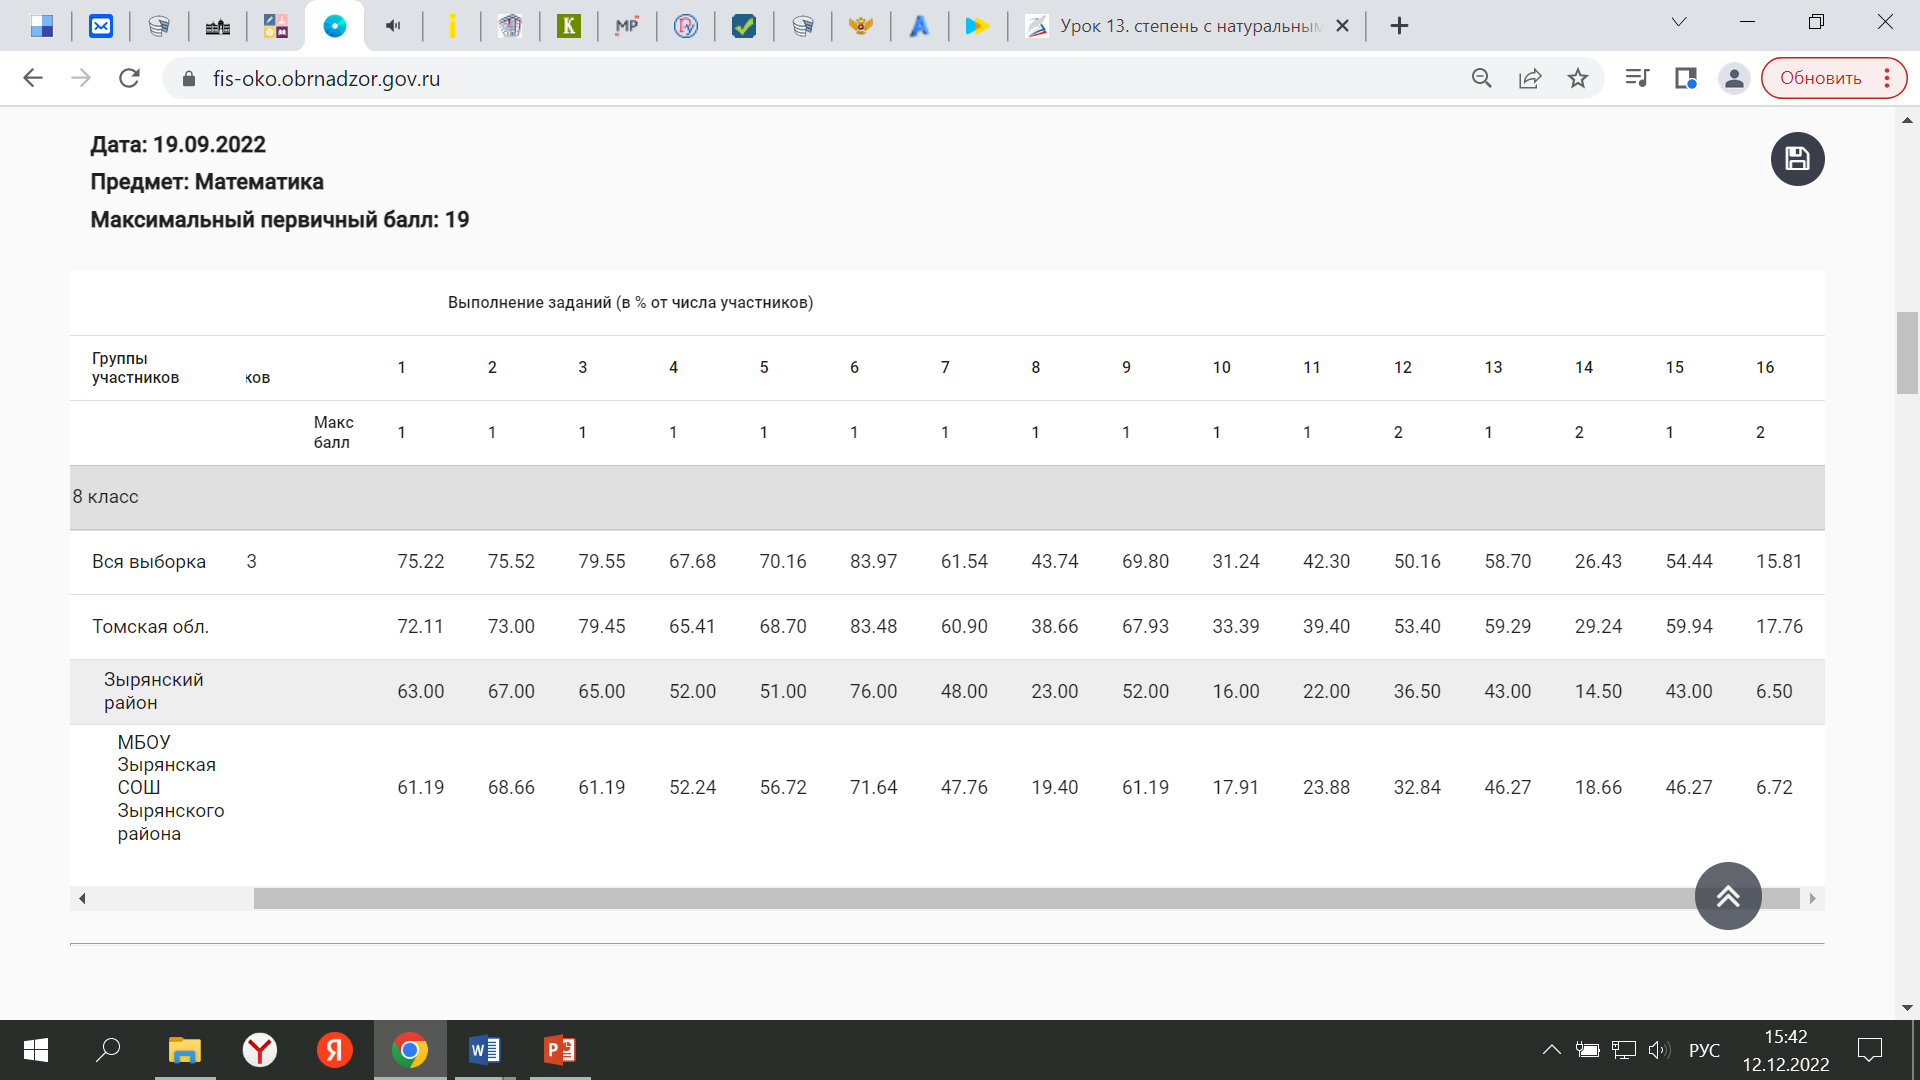 К
МР
Урок 13. степень с натуральным
fis-oko.obrnadzor.gov.ru
Обновить
Дата: 19.09.2022
Предмет: Математика
Максимальный первичный балл: 19
Выполнение заданий (в % от числа участников)
Группы участников ков 1 2 3 4 5 6 7 8 9 10 11 12 13 14 15 16
Макс балл 1 1 1 1 1 1 1 1 1 1 1 2 1 2 1 2
8 класс
Вся выборка 3 75.22 75.52 79.55 67.68 70.16 83.97 61.54 43.74 69.80 31.24 42.30 50.16 58.70 26.43 54.44 15.81
Томская обл. 72.11 73.00 79.45 65.41 68.70 83.48 60.90 38.66 67.93 33.39 39.40 53.40 59.29 29.24 59.94 17.76
Зырянский район 63.00 67.00 65.00 52.00 51.00 76.00 48.00 23.00 52.00 16.00 22.00 36.50 43.00 14.50 43.00 6.50
МБОУ Зырянская СОШ Зырянского района 61.19 68.66 61.19 52.24 56.72 71.64 47.76 19.40 61.19 17.91 23.88 32.84 46.27 18.66 46.27 6.72
РУС
15:42
12.12.2022